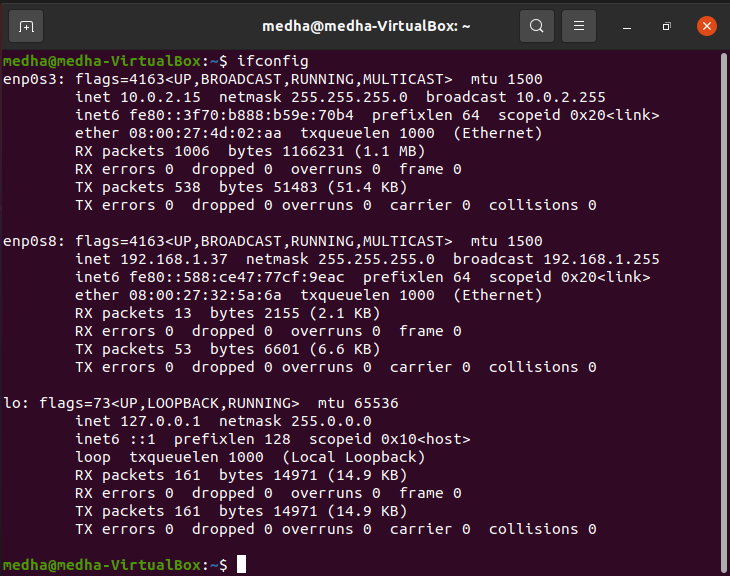 medha@medha-VirtualBox: ~
medha@medha-VirtualBox:~$ ifconfig
enp0s3: flags=4163<UP,BROADCAST,RUNNING,MULTICAST>  mtu 1500
        inet 10.0.2.15  netmask 255.255.255.0  broadcast 10.0.2.255
        inet6 fe80::3f70:b888:b59e:70b4  prefixlen 64  scopeid 0x20<link>
        ether 08:00:27:4d:02:aa  txqueuelen 1000  (Ethernet)
        RX packets 1006  bytes 1166231 (1.1 MB)
        RX errors 0  dropped 0  overruns 0  frame 0
        TX packets 538  bytes 51483 (51.4 KB)
        TX errors 0  dropped 0 overruns 0  carrier 0  collisions 0

enp0s8: flags=4163<UP,BROADCAST,RUNNING,MULTICAST>  mtu 1500
        inet 192.168.1.37  netmask 255.255.255.0  broadcast 192.168.1.255
        inet6 fe80::588:ce47:77cf:9eac  prefixlen 64  scopeid 0x20<link>
        ether 08:00:27:32:5a:6a  txqueuelen 1000  (Ethernet)
        RX packets 13  bytes 2155 (2.1 KB)
        RX errors 0  dropped 0  overruns 0  frame 0
        TX packets 53  bytes 6601 (6.6 KB)
        TX errors 0  dropped 0 overruns 0  carrier 0  collisions 0

lo: flags=73<UP,LOOPBACK,RUNNING>  mtu 65536
        inet 127.0.0.1  netmask 255.0.0.0
        inet6 ::1  prefixlen 128  scopeid 0x10<host>
        loop  txqueuelen 1000  (Local Loopback)
        RX packets 161  bytes 14971 (14.9 KB)
        RX errors 0  dropped 0  overruns 0  frame 0
        TX packets 161  bytes 14971 (14.9 KB)
        TX errors 0  dropped 0 overruns 0  carrier 0  collisions 0

medha@medha-VirtualBox:~$